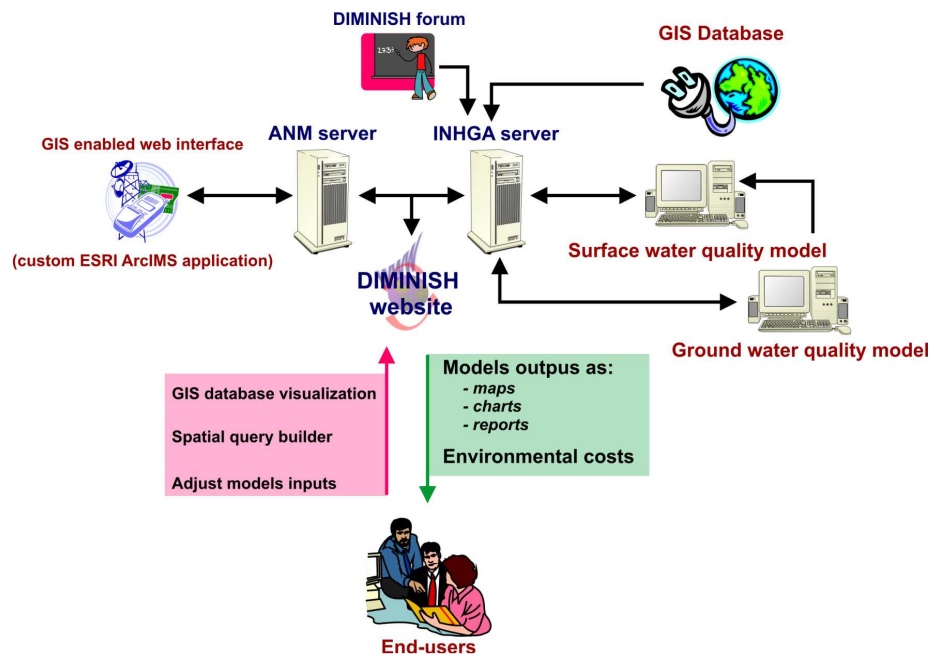 DIMINISH forum
GIS Database
ANM server
INHGA server
GIS enabled web interface
(custom ESRI ArcIMS application)
Surface water quality model
DIMINISH
website
Ground water quality model
GIS database visualization
Spatial query builder
Adjust models inputs
Models outpus as:
- maps
- charts
- reports
Environmental costs
End-users